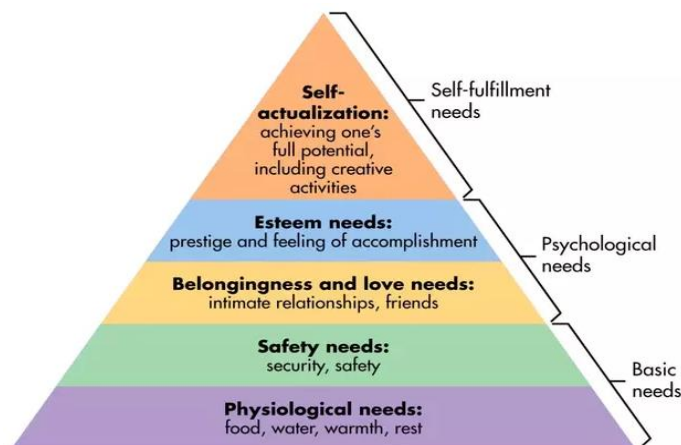 Self-
actualization:
achieving one's
full potential,
including creative
activities
Self-fulfillment
needs
Esteem needs:
prestige and feeling of accomplishment
Psychological
needs
Belongingness and love needs:
intimate relationships, friends
Safety needs:
security, safety
Basic
needs
Physiological needs:
food, water, warmth, rest